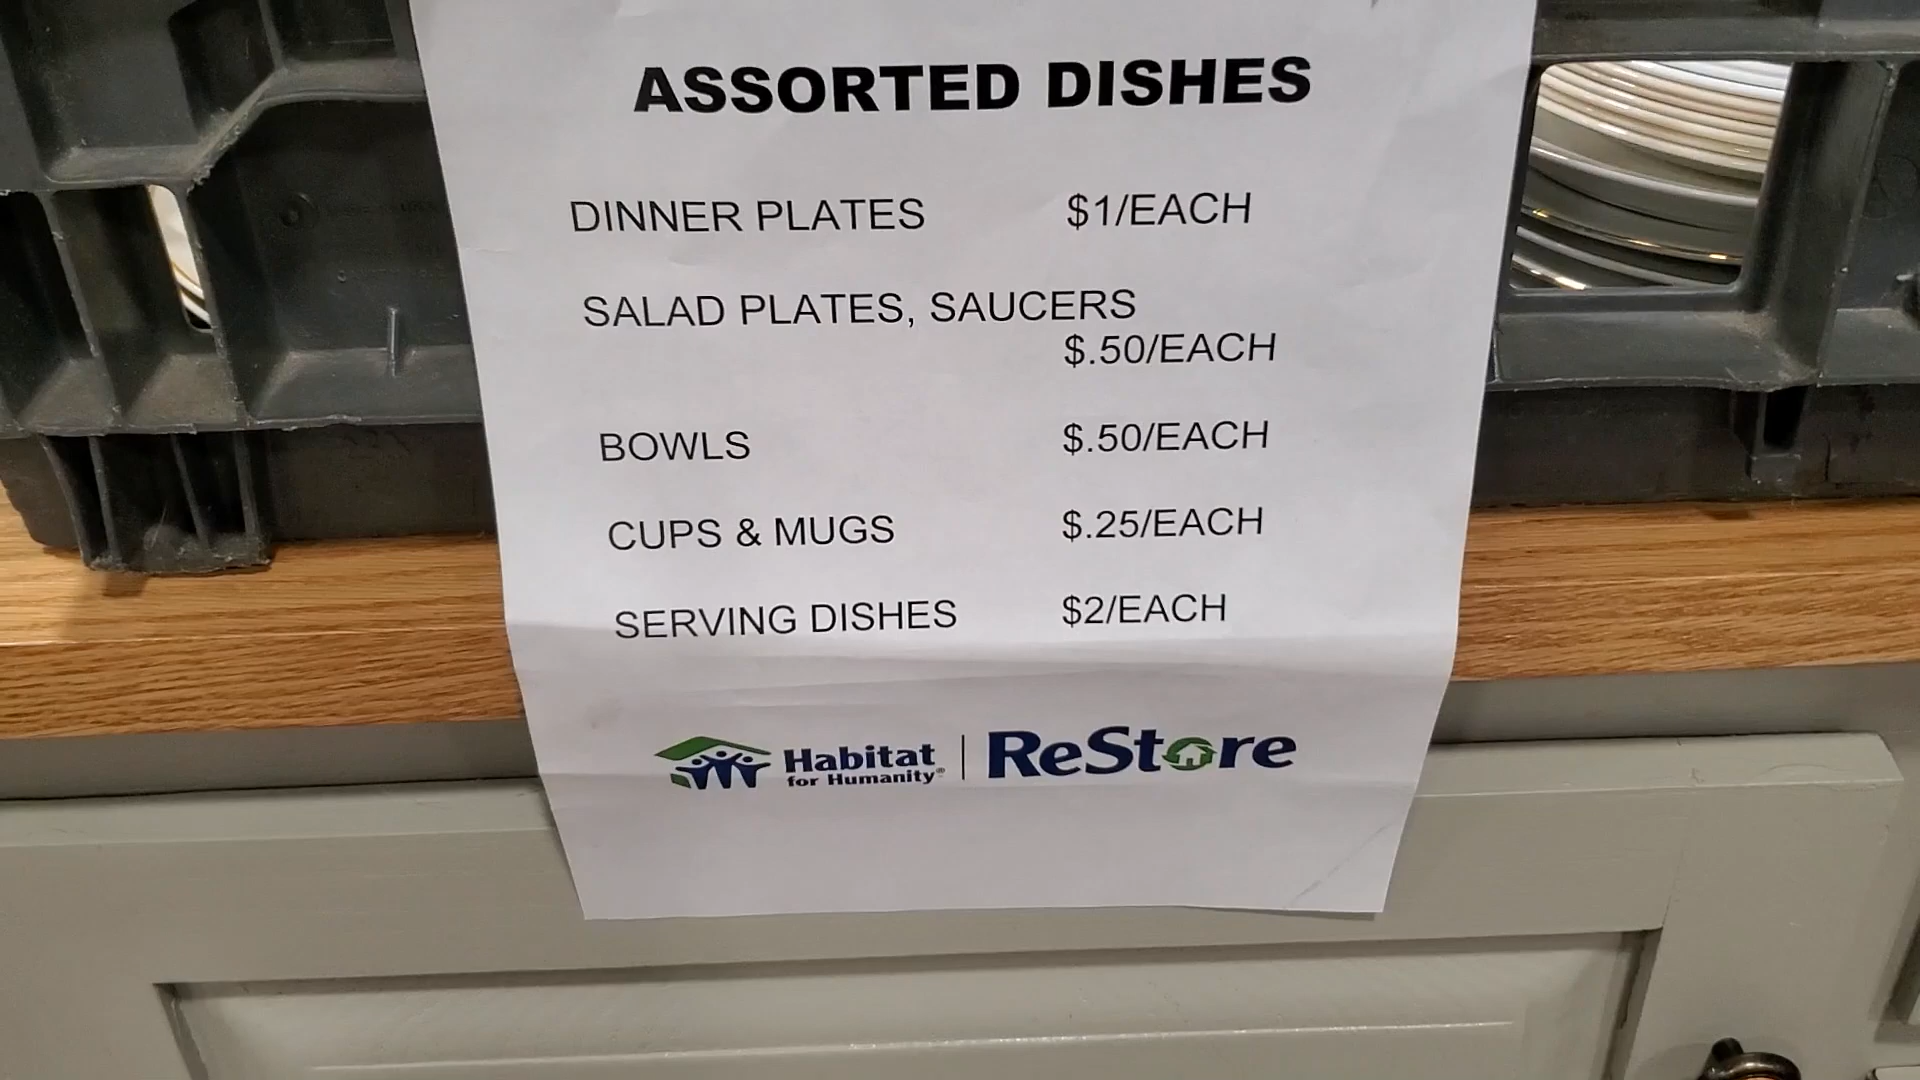 ASSORTED DISHES
DINNER PLATES $1/EACH
SALAD PLATES, SAUCERS
$.50/EACH
BOWLS $.50/EACH
CUPS & MUGS $.25/EACH
SERVING DISHES $2/EACH
Habitat for Humanity® | ReStore